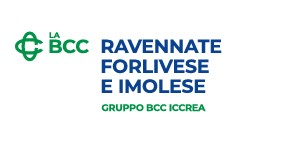 LA
BCC
RAVENNATE
FORLIVESE
E IMOLESE
GRUPPO BCC ICCREA